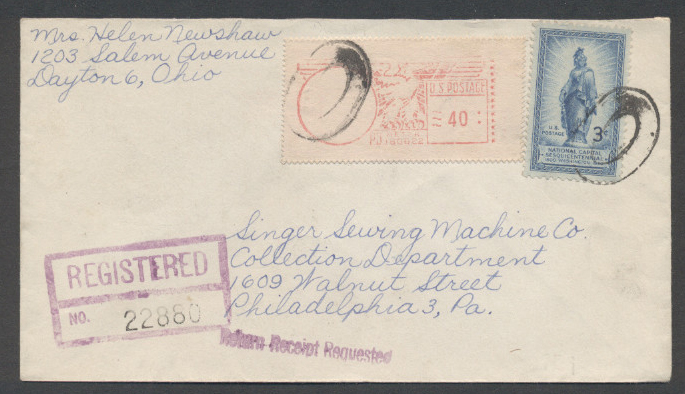 Mrs. Helen Newshaw
1203 Salem Avenue
Dayton 6, Ohio
U.S. POSTAGE
40
U.S. POSTAGE
3¢
NATIONAL CAPITAL
SESQUICENTENNIAL
WASHINGTON
Singer Sewing Machine Co.
Collection Department
1609 Walnut Street
Philadelphia 3, Pa.
REGISTERED
NO. 22880
Return Receipt Requested